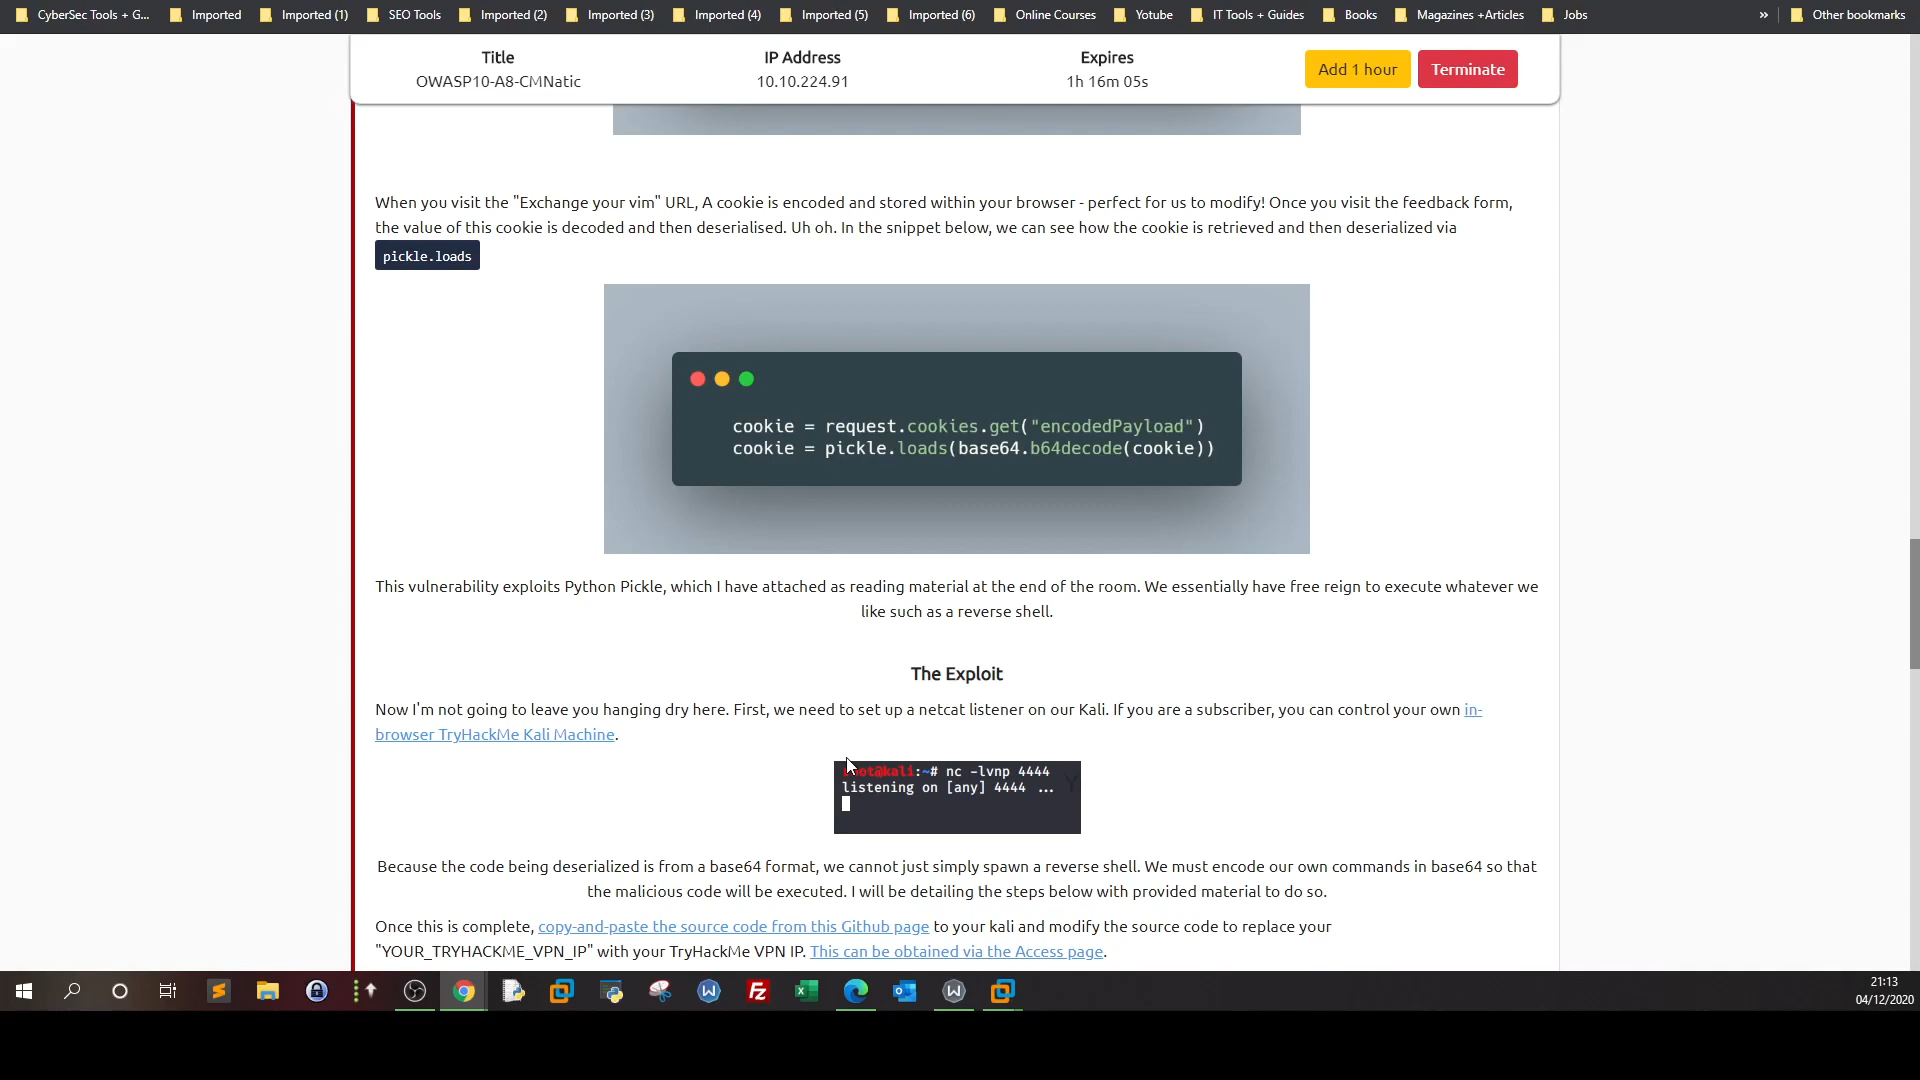 CyberSec Tools + G...
Imported
Imported (1)
SEO Tools
Imported (2)
Imported (3)
Imported (4)
Imported (5)
Imported (6)
Online Courses
Yotube
IT Tools + Guides
Books
Magazines +Articles
Jobs
»
Other bookmarks
Title
IP Address
Expires
OWASP10-A8-CMNatic
10.10.224.91
1h 16m 05s
Add 1 hour
Terminate
When you visit the "Exchange your vim" URL, A cookie is encoded and stored within your browser - perfect for us to modify! Once you visit the feedback form,
the value of this cookie is decoded and then deserialised. Uh oh. In the snippet below, we can see how the cookie is retrieved and then deserialized via
pickle.loads
cookie = request.cookies.get("encodedPayload")
cookie = pickle.loads(base64.b64decode(cookie))
This vulnerability exploits Python Pickle, which I have attached as reading material at the end of the room. We essentially have free reign to execute whatever we
like such as a reverse shell.
The Exploit
Now I'm not going to leave you hanging dry here. First, we need to set up a netcat listener on our Kali. If you are a subscriber, you can control your own in-
browser TryHackMe Kali Machine.
root@kali:~# nc -lvnp 4444
listening on [any] 4444 ...
Because the code being deserialized is from a base64 format, we cannot just simply spawn a reverse shell. We must encode our own commands in base64 so that
the malicious code will be executed. I will be detailing the steps below with provided material to do so.
Once this is complete, copy-and-paste the source code from this Github page to your kali and modify the source code to replace your
"YOUR_TRYHACKME_VPN_IP" with your TryHackMe VPN IP. This can be obtained via the Access page.
21:13
04/12/2020